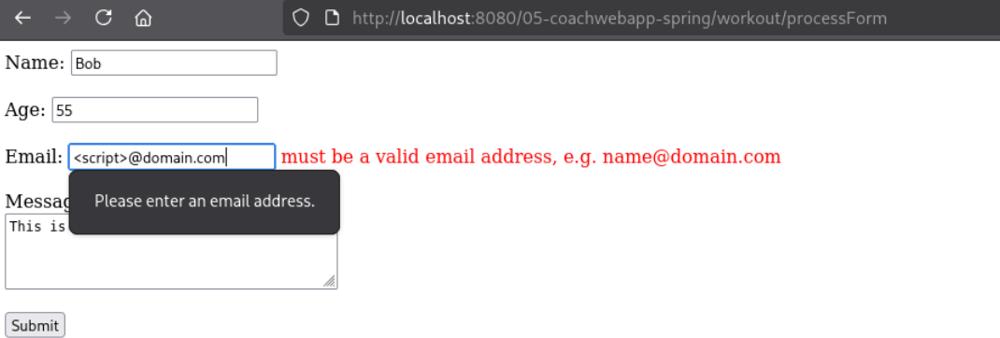 http://localhost:8080/05-coachwebapp-spring/workout/processForm
Name: Bob
Age: 55
Email: <script>@domain.com must be a valid email address, e.g. name@domain.com
Please enter an email address.
Messag
This is
Submit